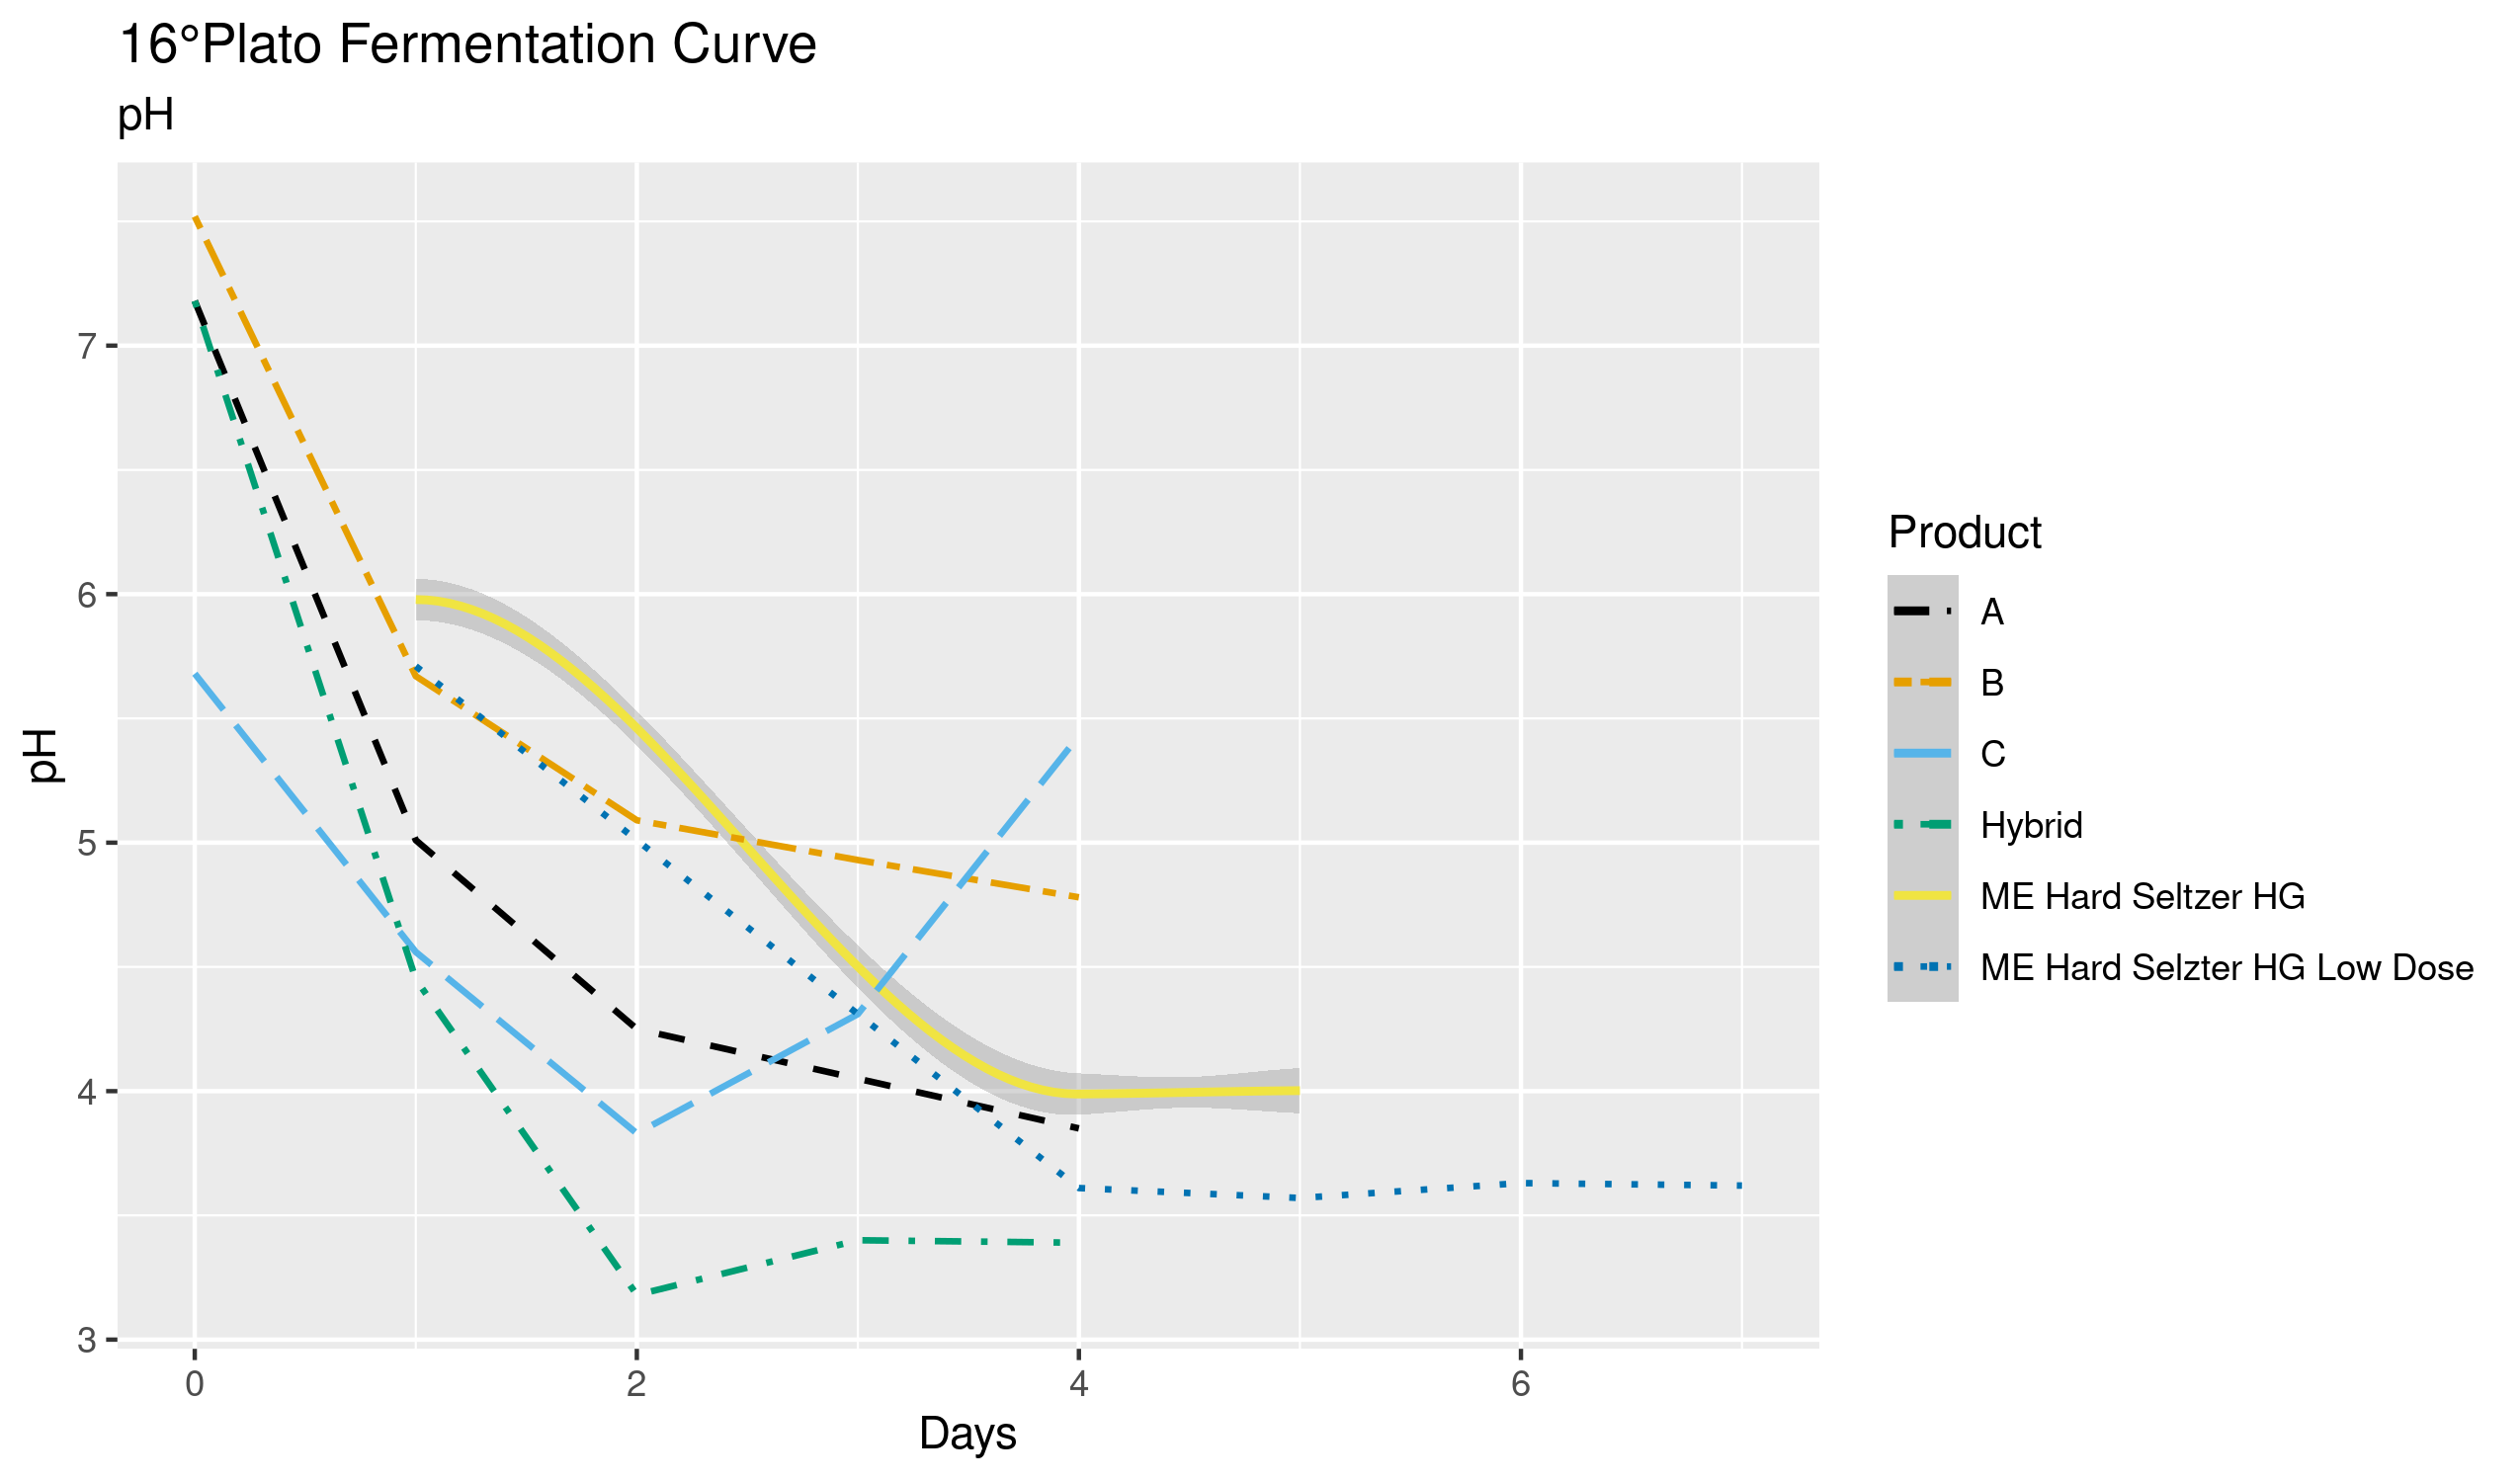 16°Plato Fermentation Curve
pH
pH
7
6
5
4
3
0
2
4
6
Days
Product
A
B
C
Hybrid
ME Hard Seltzer HG
ME Hard Selzter HG Low Dose